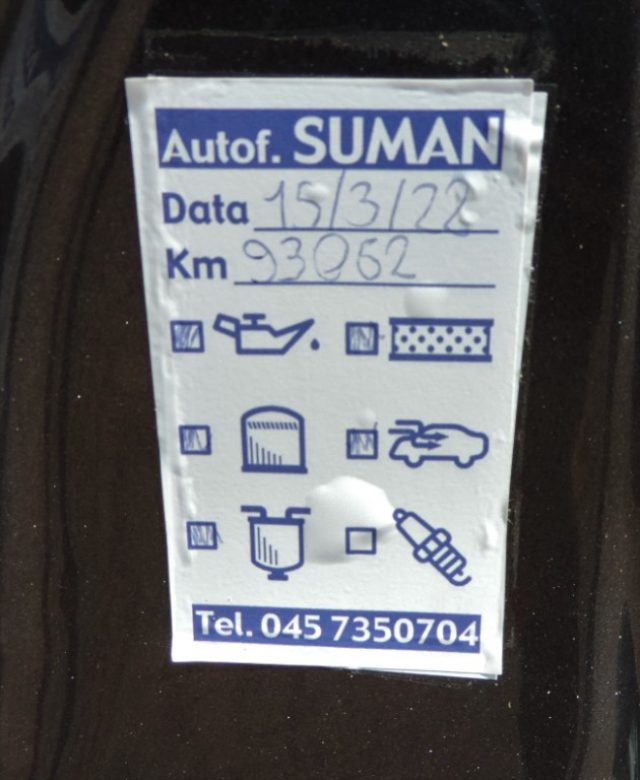 Autof. SUMAN
Data 15/3/22
Km 93062
Tel. 045 7350704